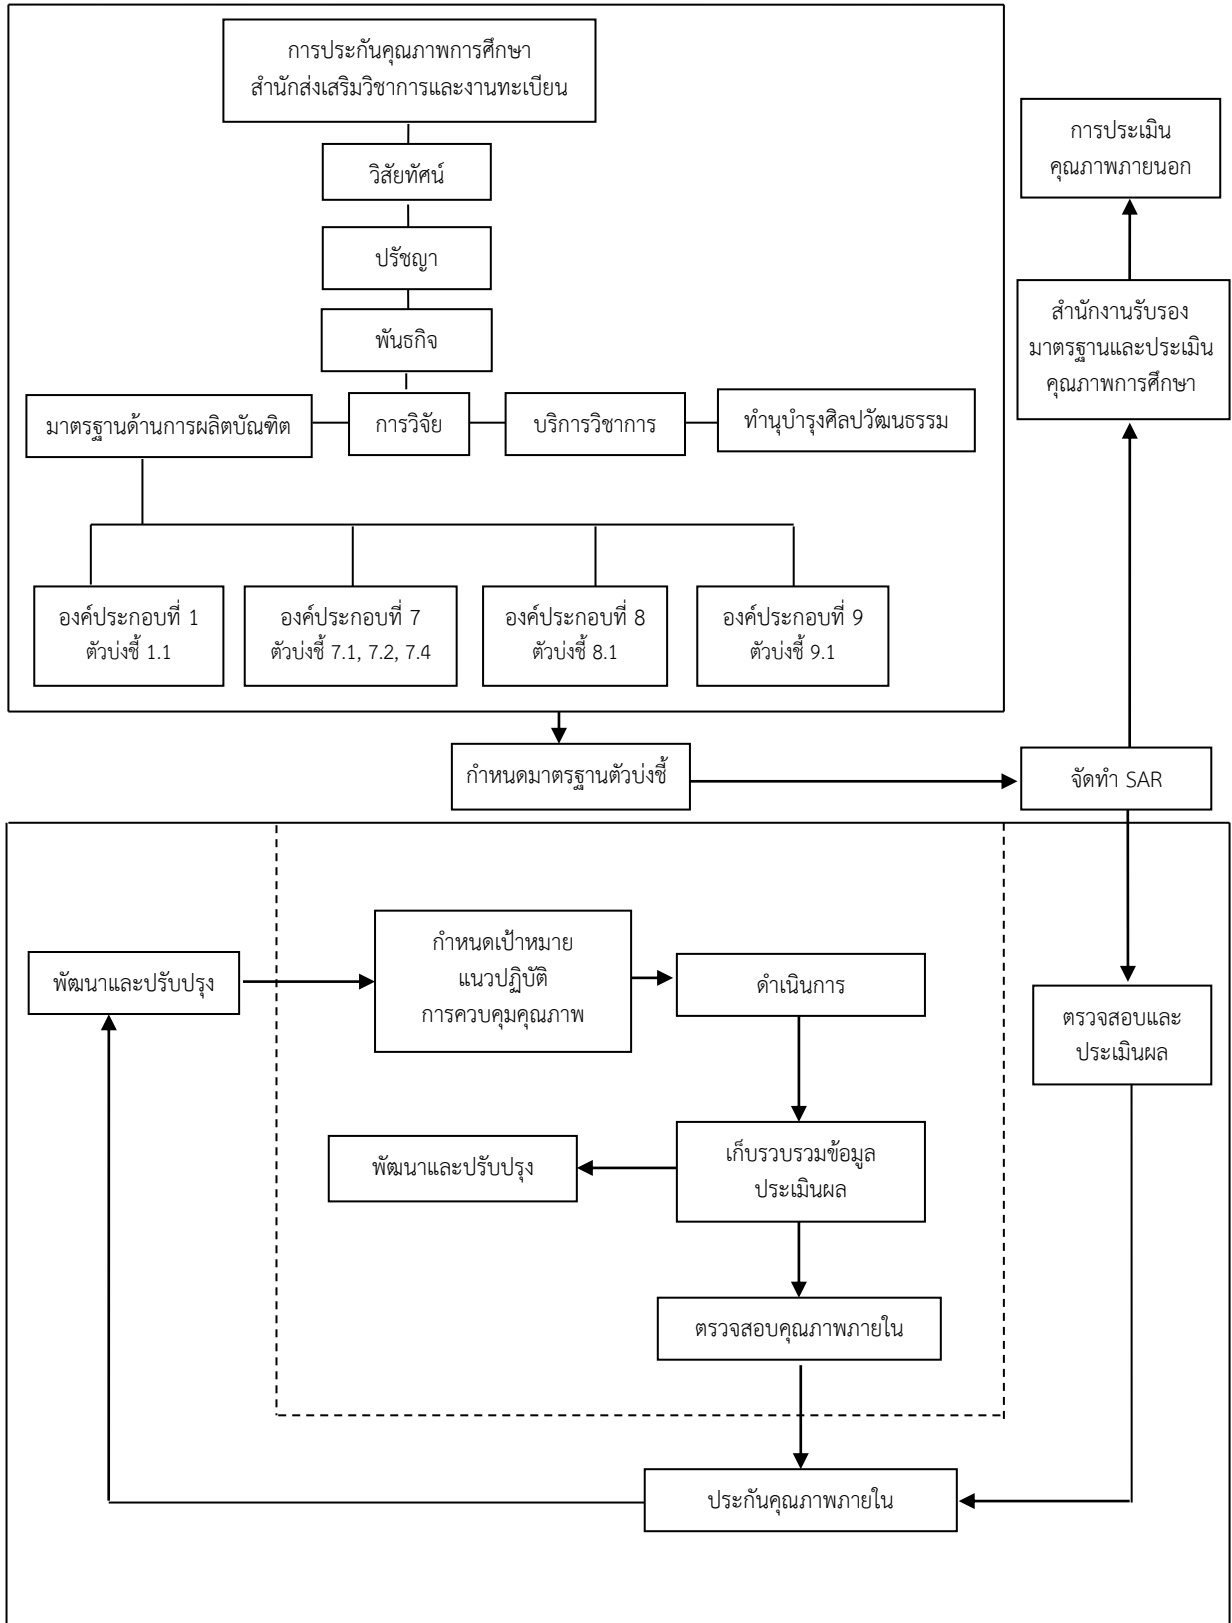 การประกันคุณภาพการศึกษา
สำนักส่งเสริมวิชาการและงานทะเบียน
วิสัยทัศน์
ปรัชญา
พันธกิจ
มาตรฐานด้านการผลิตบัณฑิต
การวิจัย
บริการวิชาการ
ทำนุบำรุงศิลปวัฒนธรรม
องค์ประกอบที่ 1
ตัวบ่งชี้ 1.1
องค์ประกอบที่ 7
ตัวบ่งชี้ 7.1, 7.2, 7.4
องค์ประกอบที่ 8
ตัวบ่งชี้ 8.1
องค์ประกอบที่ 9
ตัวบ่งชี้ 9.1
การประเมิน
คุณภาพภายนอก
สำนักงานรับรอง
มาตรฐานและประเมิน
คุณภาพการศึกษา
กำหนดมาตรฐานตัวบ่งชี้
จัดทำ SAR
พัฒนาและปรับปรุง
กำหนดเป้าหมาย
แนวปฏิบัติ
การควบคุมคุณภาพ
ดำเนินการ
ตรวจสอบและ
ประเมินผล
พัฒนาและปรับปรุง
เก็บรวบรวมข้อมูล
ประเมินผล
ตรวจสอบคุณภาพภายใน
ประกันคุณภาพภายใน